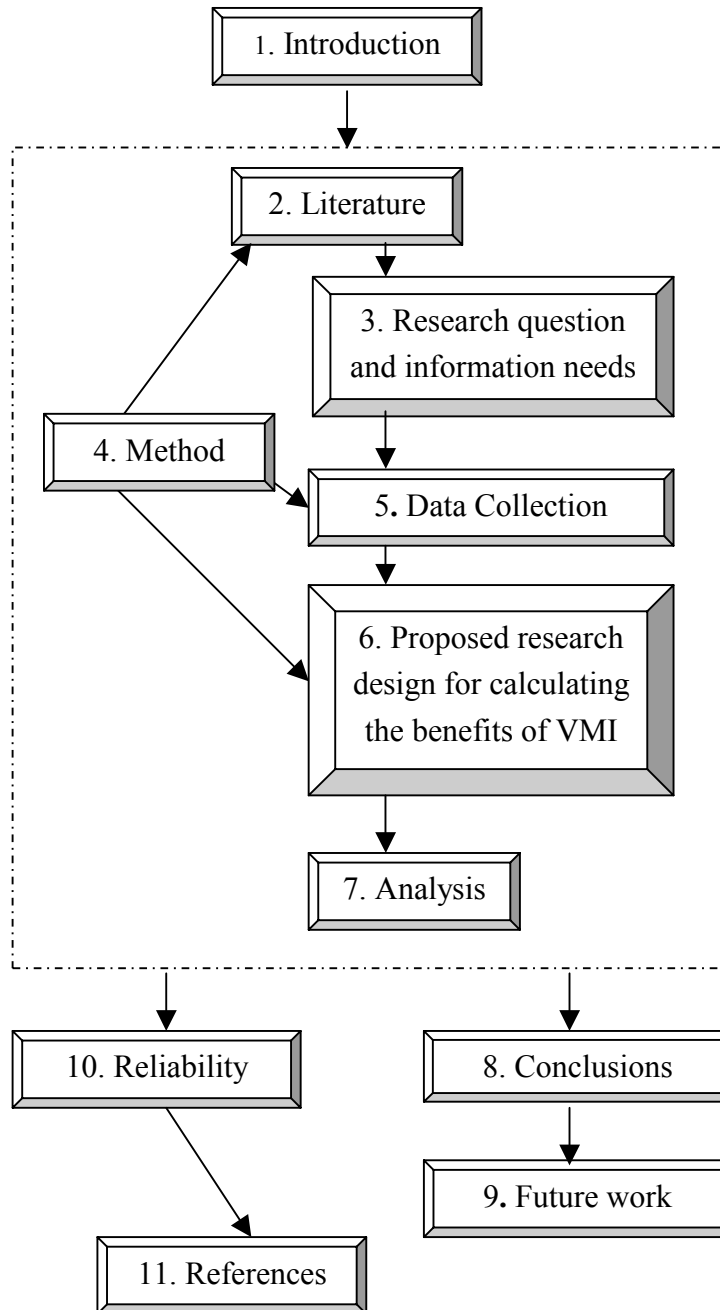 1. Introduction
2. Literature
3. Research question
and information needs
4. Method
5. Data Collection
6. Proposed research
design for calculating
the benefits of VMI
7. Analysis
10. Reliability
8. Conclusions
9. Future work
11. References